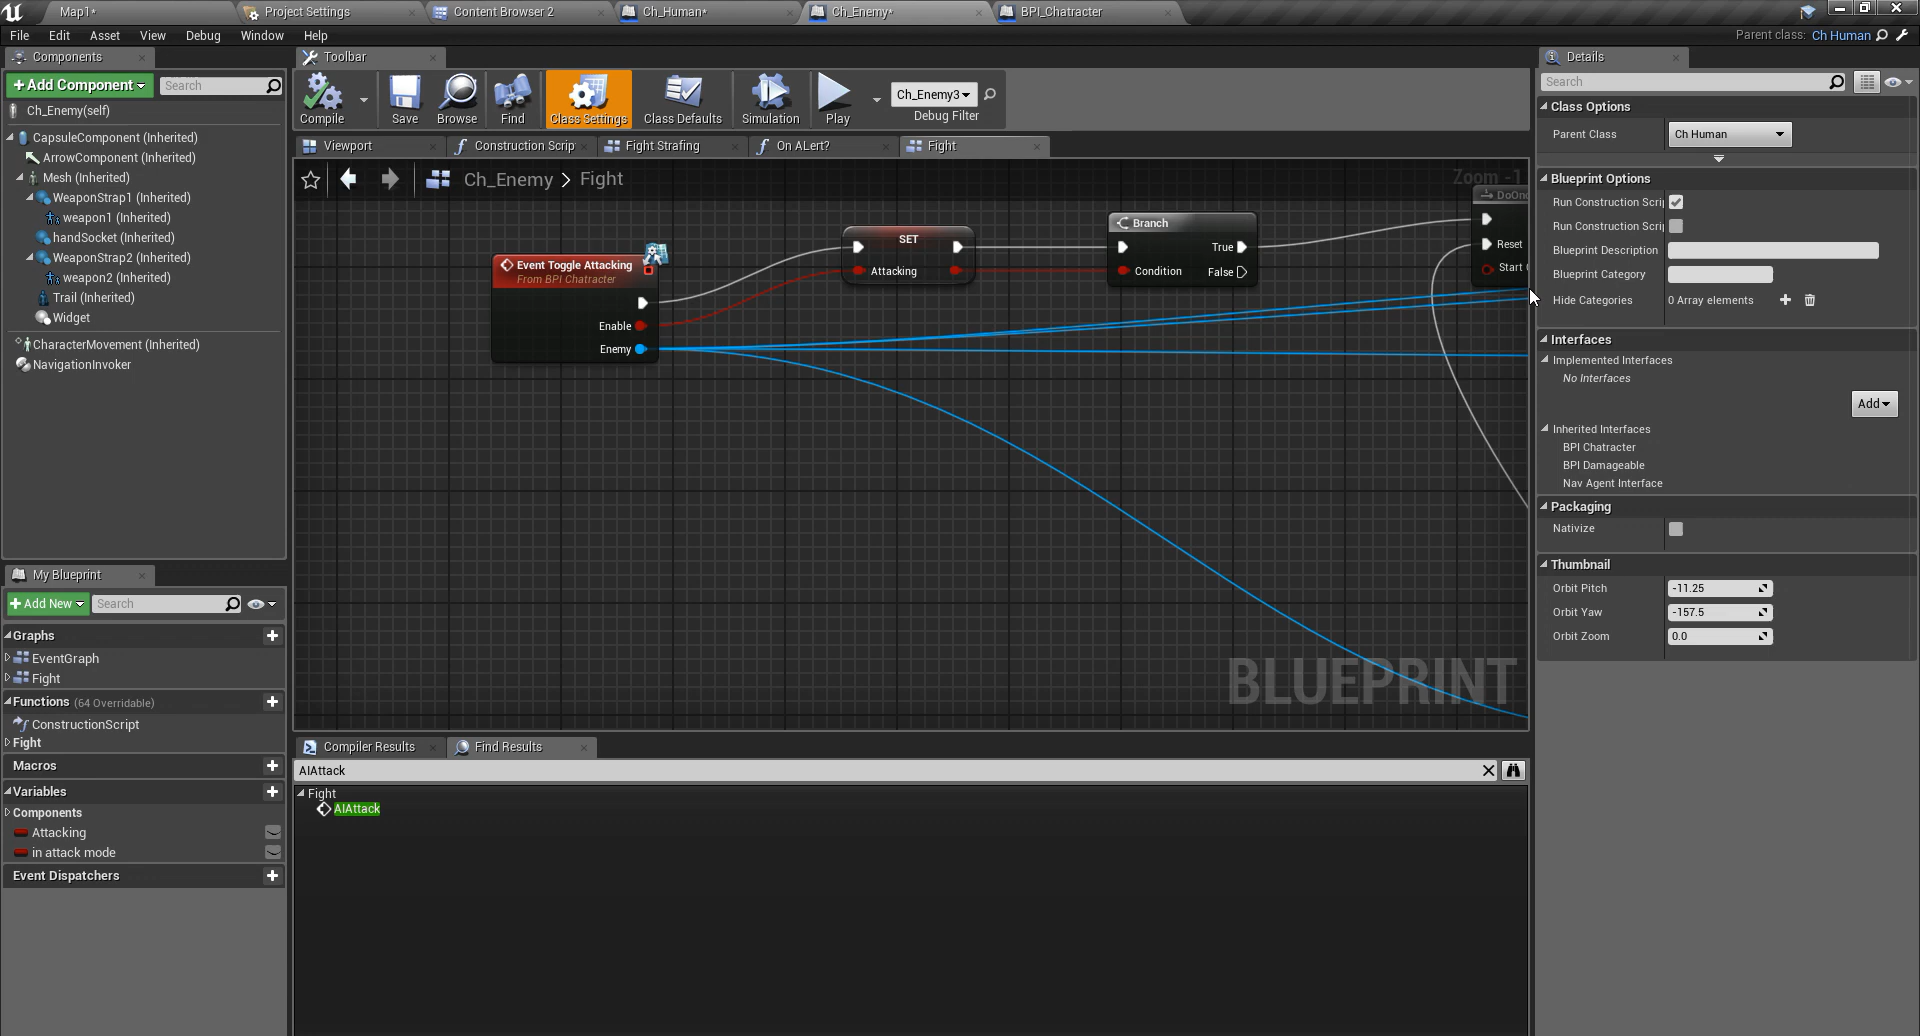 Map1*
Project Settings
Content Browser 2
Ch_Human*
Ch_Enemy*
BPI_Chatracter
File
Edit
Asset
View
Debug
Window
Help
Parent class: Ch Human
Components
Toolbar
Details
+ Add Component
Search
Ch_Enemy(self)
CapsuleComponent (Inherited)
ArrowComponent (Inherited)
Mesh (Inherited)
WeaponStrap1 (Inherited)
weapon1 (Inherited)
handSocket (Inherited)
WeaponStrap2 (Inherited)
weapon2 (Inherited)
Trail (Inherited)
Widget
CharacterMovement (Inherited)
NavigationInvoker
Compile
Save
Browse
Find
Class Settings
Class Defaults
Simulation
Play
Ch_Enemy3
Debug Filter
Viewport
Construction Scrip
Fight Strafing
On ALert?
Fight
Ch_Enemy > Fight
Zoom -1
Event Toggle Attacking
From BPI Chatracter
Enable
Enemy
SET
Attacking
Branch
Condition
True
False
DoOn
Reset
Start
BLUEPRINT
My Blueprint
+ Add New
Search
Graphs
EventGraph
Fight
Functions (64 Overridable)
ConstructionScript
Fight
Macros
Variables
Components
Attacking
in attack mode
Event Dispatchers
Compiler Results
Find Results
AIAttack
Fight
AIAttack
Search
Class Options
Parent Class
Ch Human
Blueprint Options
Run Construction Scri
Run Construction Scri
Blueprint Description
Blueprint Category
Hide Categories
0 Array elements
Interfaces
Implemented Interfaces
No Interfaces
Add
Inherited Interfaces
BPI Chatracter
BPI Damageable
Nav Agent Interface
Packaging
Nativize
Thumbnail
Orbit Pitch
-11.25
Orbit Yaw
-157.5
Orbit Zoom
0.0